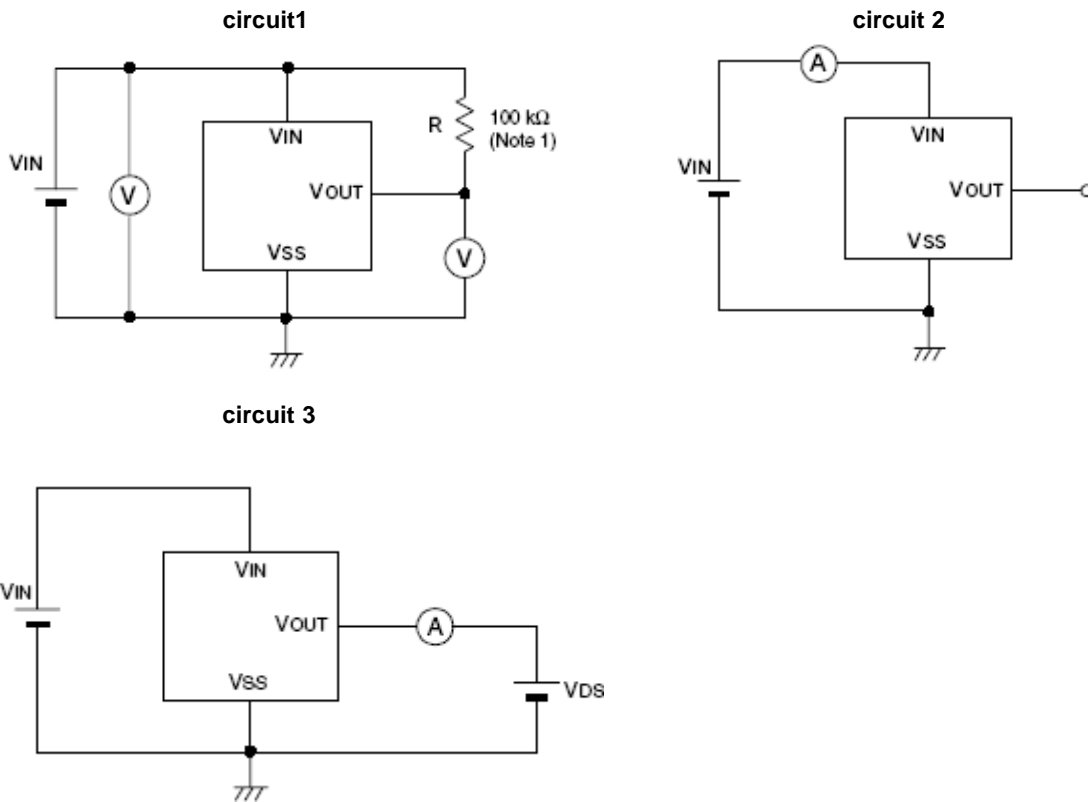 circuit1
VIN
V
VIN
VOUT
VSS
R
100 kΩ
(Note 1)
V
circuit 2
A
VIN
VIN
VOUT
VSS
circuit 3
VIN
VIN
VOUT
VSS
A
VDS